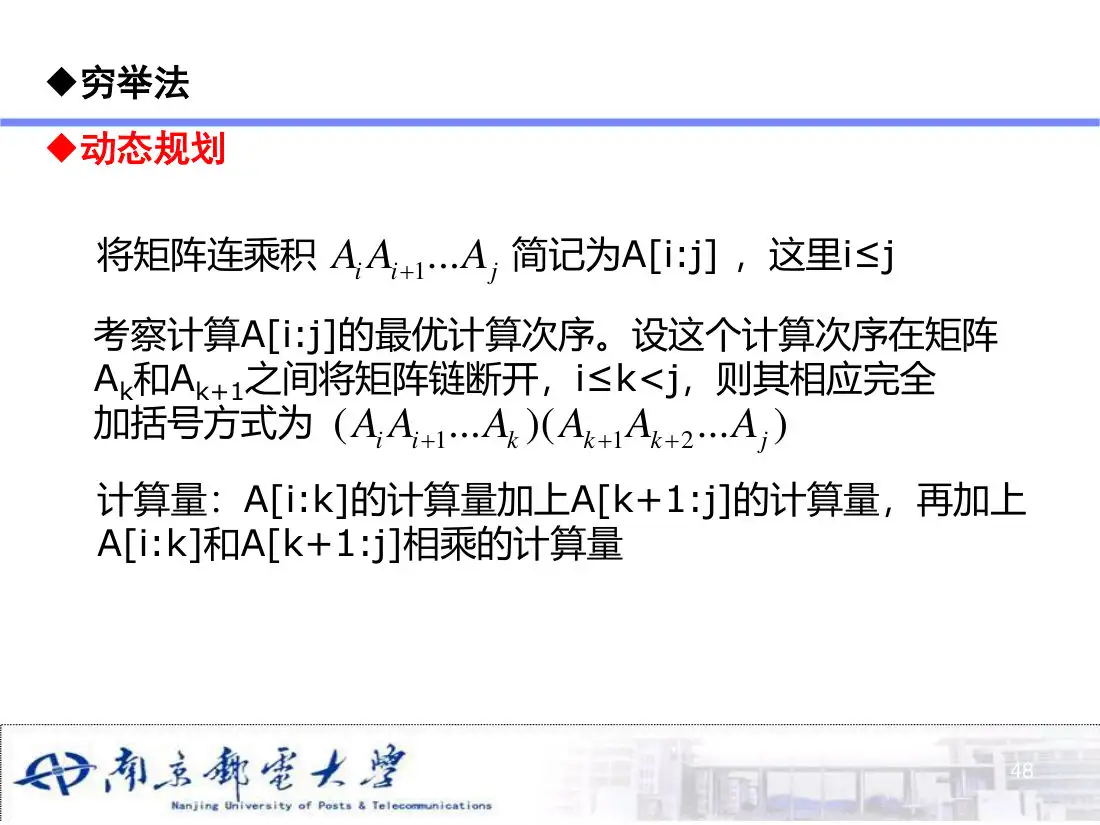 ◆穷举法
◆动态规划
将矩阵连乘积 AᵢAᵢ₊₁...Aⱼ 简记为A[i:j] ，这里i≤j
考察计算A[i:j]的最优计算次序。设这个计算次序在矩阵
Aₖ和Aₖ₊₁之间将矩阵链断开，i≤k<j，则其相应完全
加括号方式为 (AᵢAᵢ₊₁...Aₖ)(Aₖ₊₁Aₖ₊₂...Aⱼ)
计算量：A[i:k]的计算量加上A[k+1:j]的计算量，再加上
A[i:k]和A[k+1:j]相乘的计算量
南京郵電大學
Nanjing University of Posts & Telecommunications
48